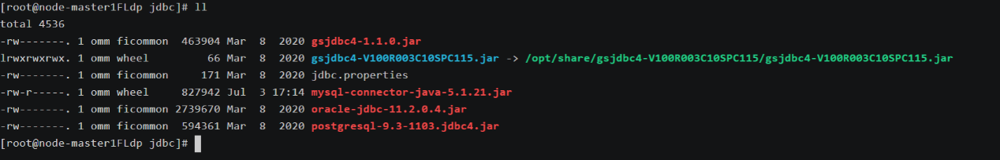 [root@node-master1FLdp jdbc]# ll
total 4536
-rw-------. 1 omm ficommon  463904 Mar  8  2020 gsjdbc4-1.1.0.jar
lrwxrwxrwx. 1 omm wheel         66 Mar  8  2020 gsjdbc4-V100R003C10SPC115.jar -> /opt/share/gsjdbc4-V100R003C10SPC115/gsjdbc4-V100R003C10SPC115.jar
-rw-------. 1 omm ficommon     171 Mar  8  2020 jdbc.properties
-rw-r-----. 1 omm wheel     827942 Jul  3 17:14 mysql-connector-java-5.1.21.jar
-rw-------. 1 omm ficommon 2739670 Mar  8  2020 oracle-jdbc-11.2.0.4.jar
-rw-------. 1 omm ficommon  594361 Mar  8  2020 postgresql-9.3-1103.jdbc4.jar
[root@node-master1FLdp jdbc]#